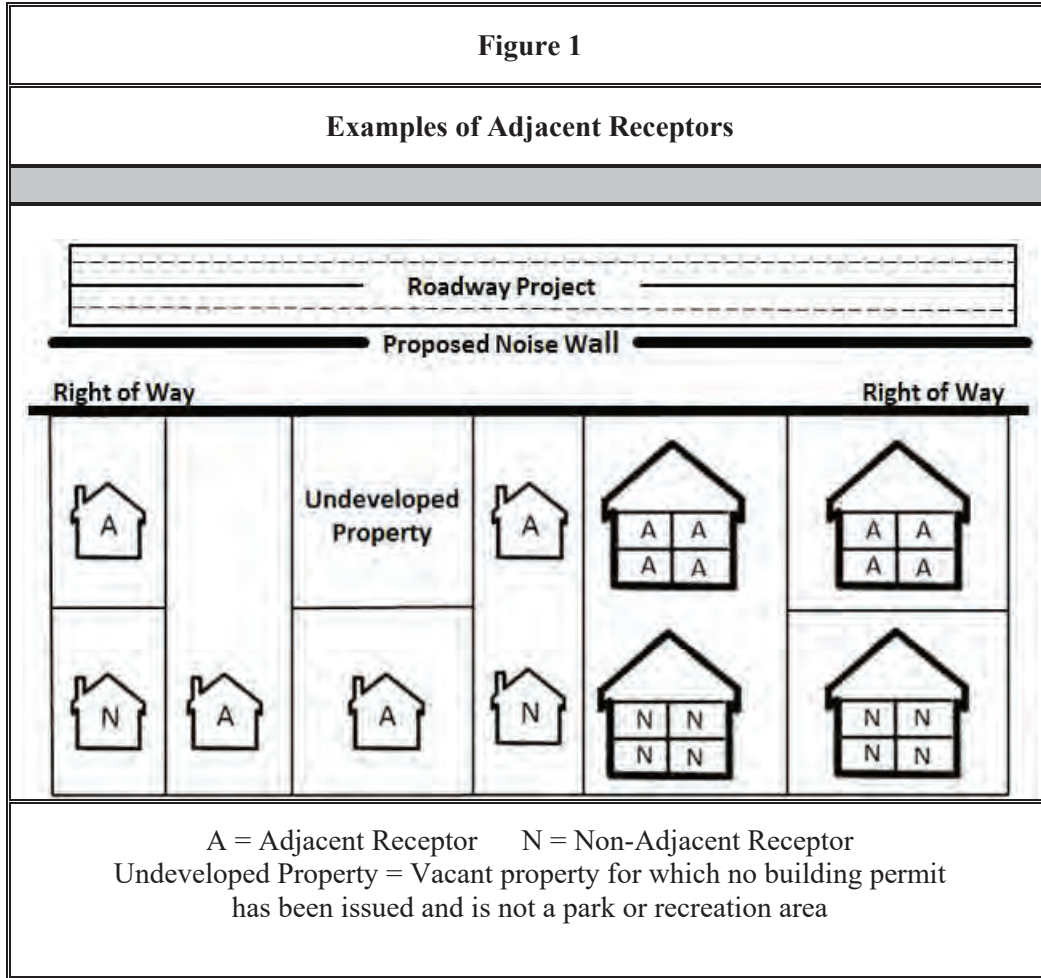 Figure 1
Examples of Adjacent Receptors
Roadway Project
Proposed Noise Wall
Right of Way Right of Way
Undeveloped
Property
A A A A A A
A A A A
N A A N N N N N
N N N N
A = Adjacent Receptor N = Non-Adjacent Receptor
Undeveloped Property = Vacant property for which no building permit
has been issued and is not a park or recreation area